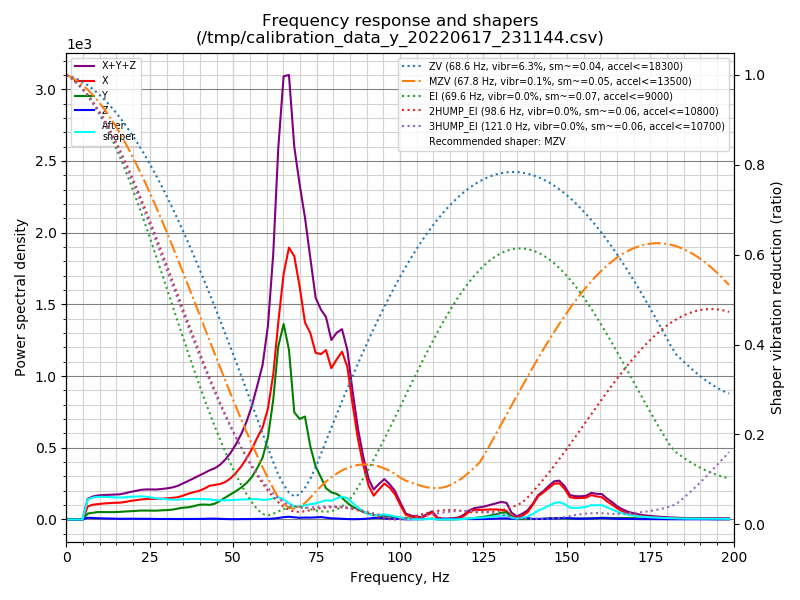 Frequency response and shapers
(/tmp/calibration_data_y_20220617_231144.csv)
1e3
X+Y+Z
X
Y
Z
After
shaper
ZV (68.6 Hz, vibr=6.3%, sm~=0.04, accel<=18300)
MZV (67.8 Hz, vibr=0.1%, sm~=0.05, accel<=13500)
EI (69.6 Hz, vibr=0.0%, sm~=0.07, accel<=9000)
2HUMP_EI (98.6 Hz, vibr=0.0%, sm~=0.06, accel<=10800)
3HUMP_EI (121.0 Hz, vibr=0.0%, sm~=0.06, accel<=10700)
Recommended shaper: MZV
Power spectral density
3.0
2.5
2.0
1.5
1.0
0.5
0.0
1.0
0.8
0.6
0.4
0.2
0.0
Shaper vibration reduction (ratio)
0 25 50 75 100 125 150 175 200
Frequency, Hz